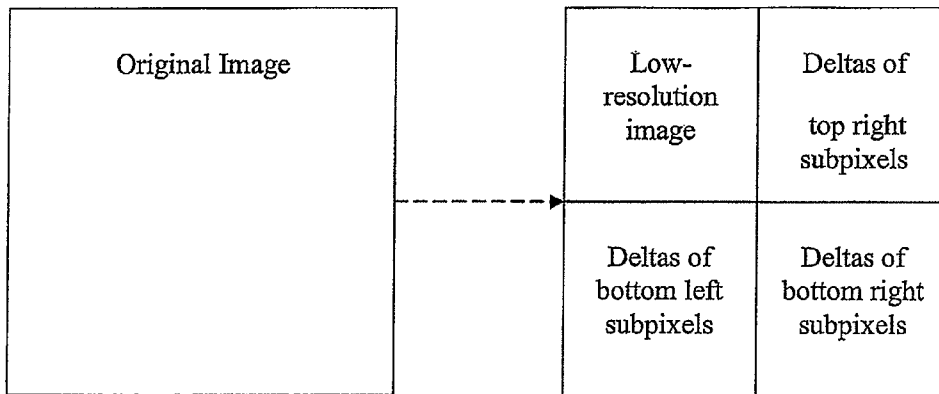 Original Image
Low-
resolution
image
Deltas of
top right
subpixels
Deltas of
bottom left
subpixels
Deltas of
bottom right
subpixels